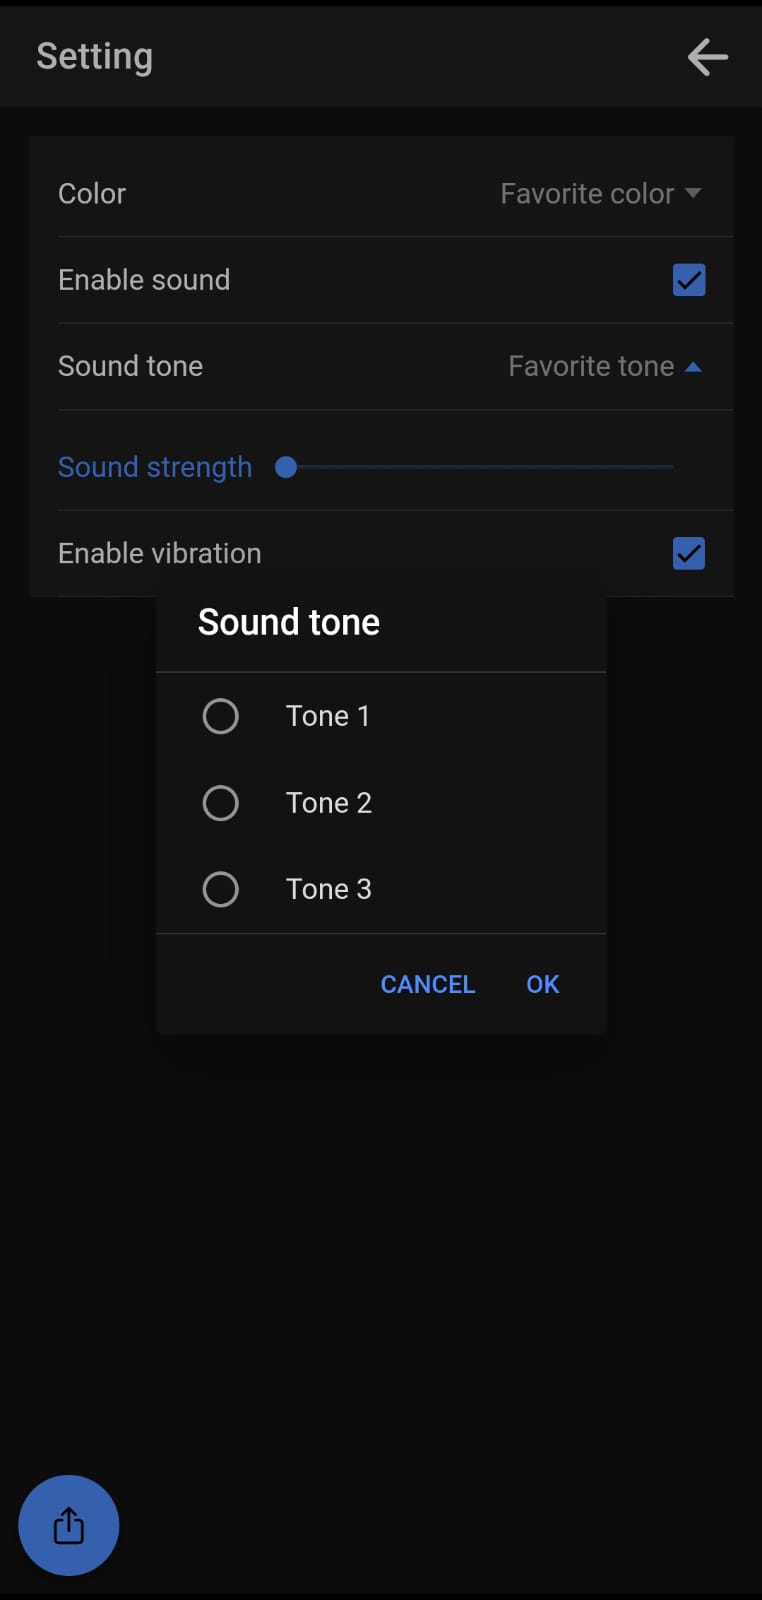 Setting
Color Favorite color
Enable sound
Sound tone Favorite tone
Sound strength
Enable vibration
Sound tone
Tone 1
Tone 2
Tone 3
CANCEL OK